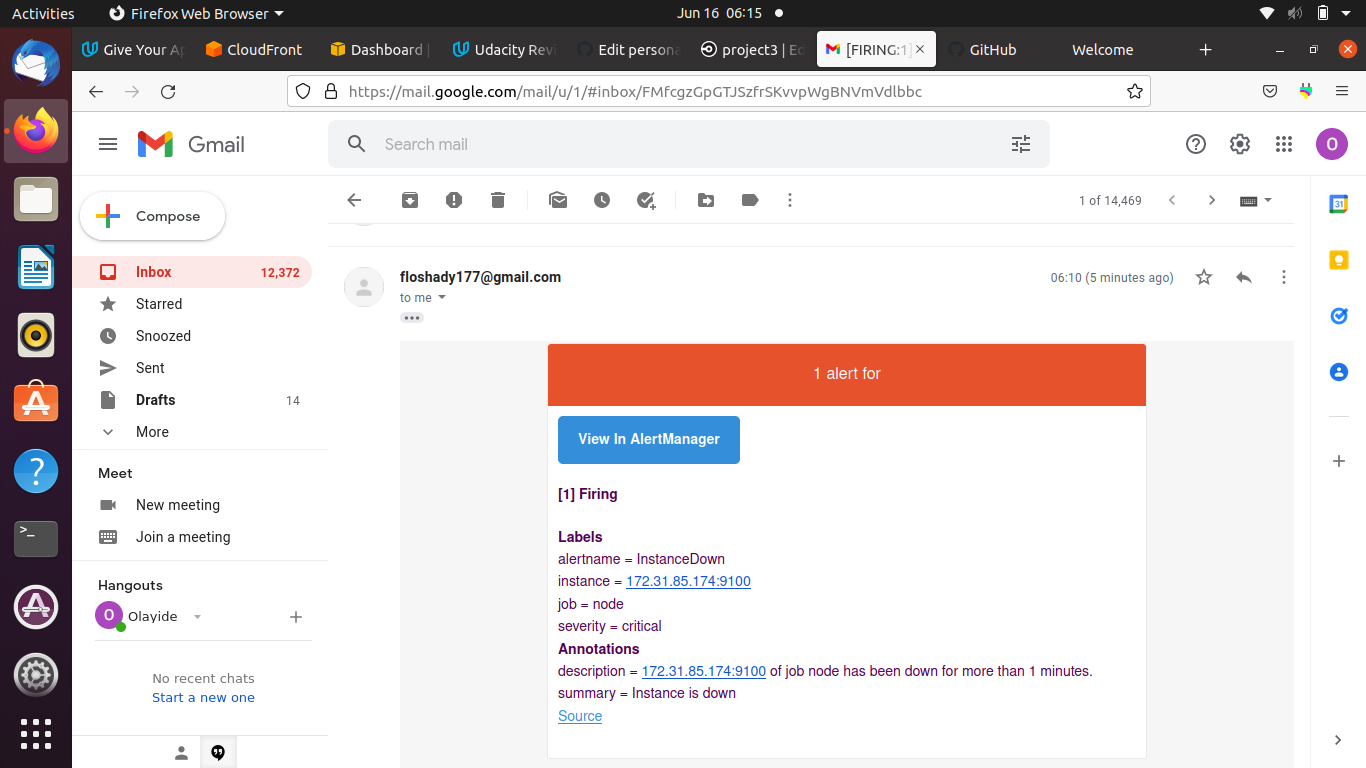 Activities
Firefox Web Browser
Jun 16 06:15
Give Your Ap
CloudFront
Dashboard |
Udacity Revi
Edit persona
project3 | Ed
[FIRING:1]
GitHub
Welcome
https://mail.google.com/mail/u/1/#inbox/FMfcgzGpGTJSzfrSKvvpWgBNVmVdlbbc
Gmail
Search mail
O
Compose
1 of 14,469
Inbox 12,372
Starred
Snoozed
Sent
Drafts 14
More
Meet
New meeting
Join a meeting
Hangouts
O Olayide
No recent chats
Start a new one
floshady177@gmail.com
06:10 (5 minutes ago)
to me
1 alert for
View In AlertManager
[1] Firing
Labels
alertname = InstanceDown
instance = 172.31.85.174:9100
job = node
severity = critical
Annotations
description = 172.31.85.174:9100 of job node has been down for more than 1 minutes.
summary = Instance is down
Source
31